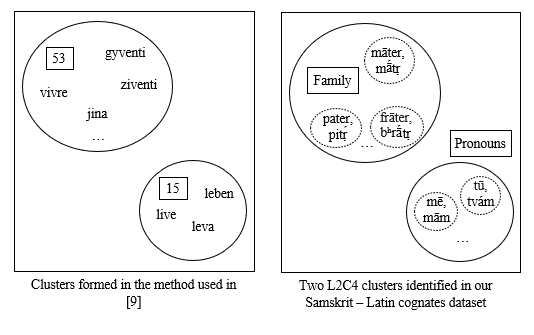 53
gyventi
vivre
ziventi
jina
...
15
leben
live
leva
Clusters formed in the method used in
[9]
māter,
mā́tṛ
Family
pater,
pitṛ́
frāter,
bʰrā́tṛ
...
Pronouns
mē,
mām
tū,
tvám
...
Two L2C4 clusters identified in our
Samskrit – Latin cognates dataset